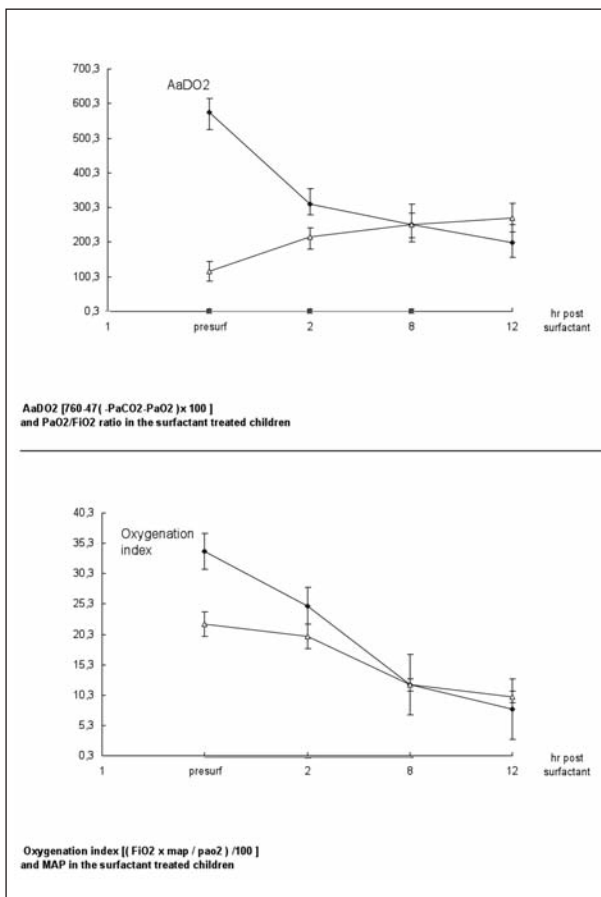 700,3
AaDO2
600,3
500,3
400,3
300,3
200,3
100,3
0,3
1 presurf 2 8 12 hr post
surfactant
AaDO2 [760-47( -PaCO2-PaO2 )x 100 ]
and PaO2/FiO2 ratio in the surfactant treated children
40,3
Oxygenation
index
35,3
30,3
25,3
20,3
15,3
10,3
5,3
0,3
1 presurf 2 8 12 hr post
surfactant
Oxygenation index [( FiO2 x map / pao2 ) /100 ]
and MAP in the surfactant treated children